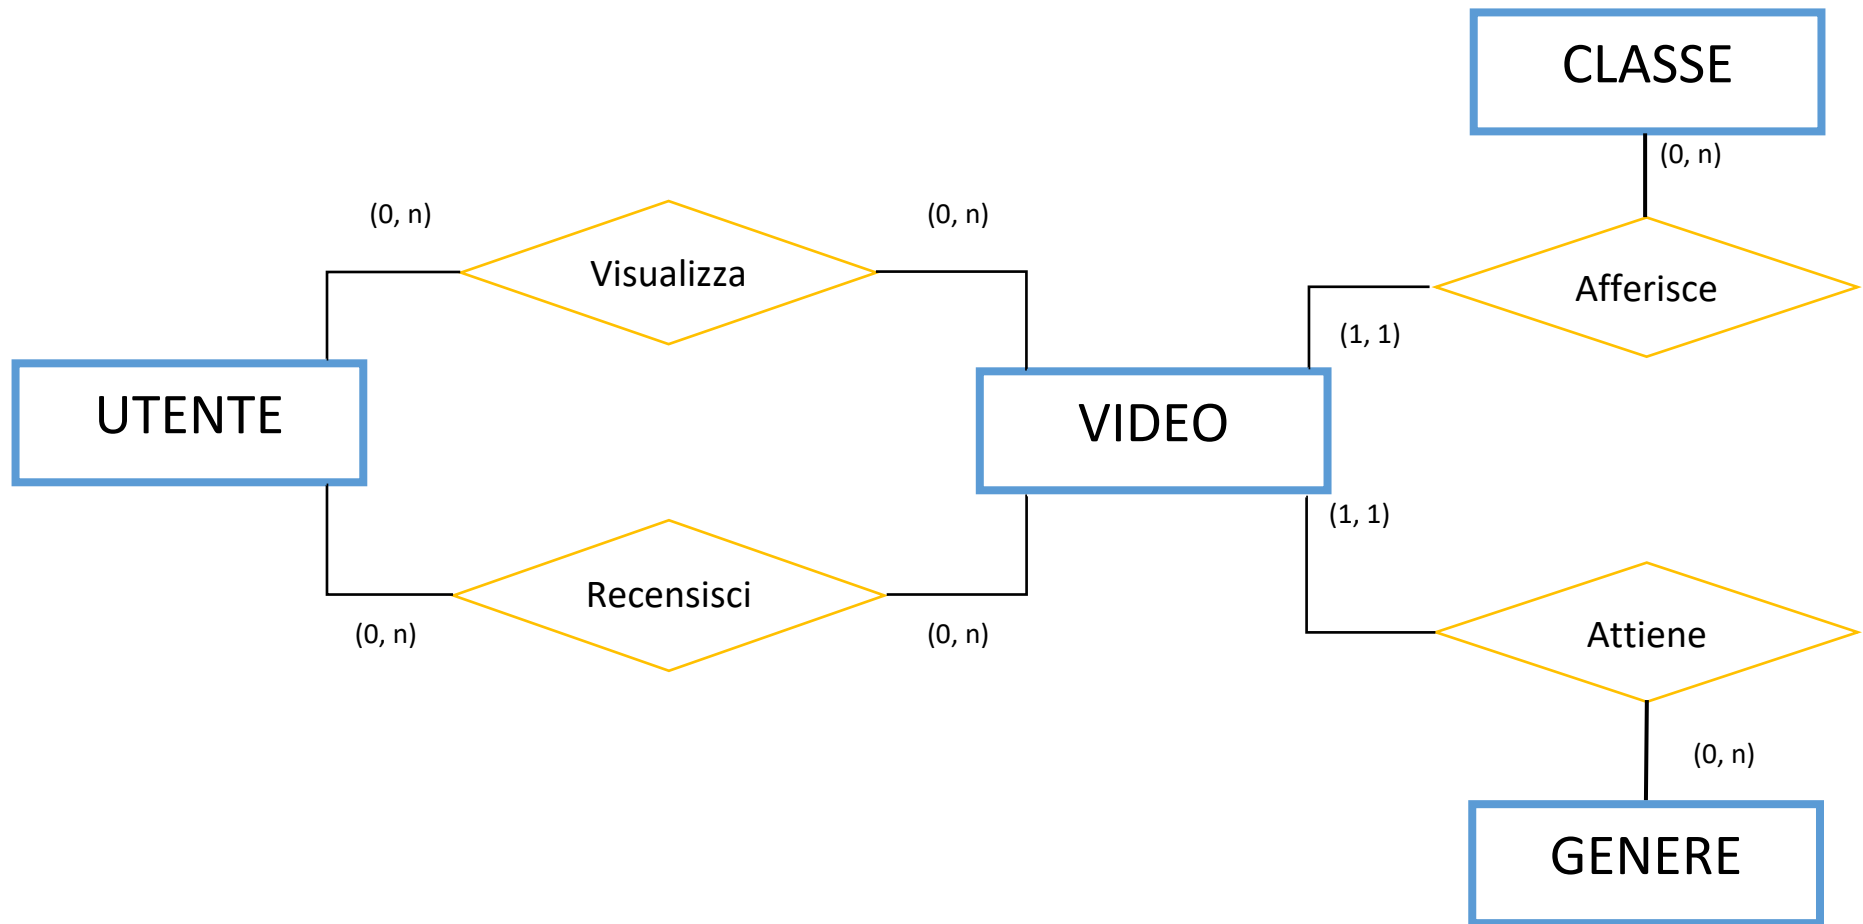 CLASSE
(0, n)
(0, n)
(0, n)
Visualizza
Afferisce
(1, 1)
UTENTE
VIDEO
(1, 1)
Recensisci
(0, n)
(0, n)
Attiene
(0, n)
GENERE